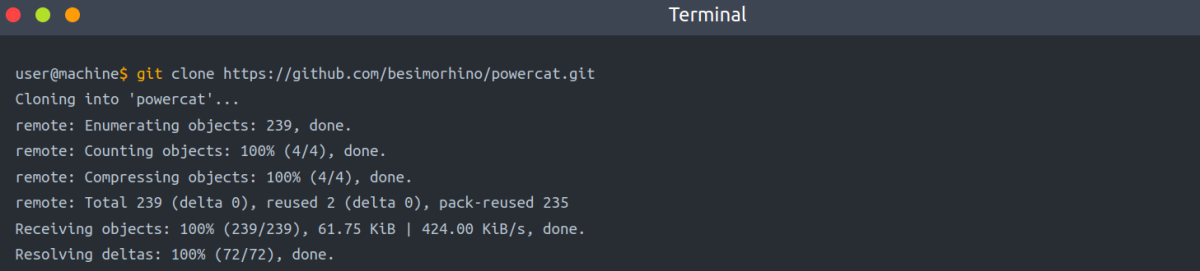 Terminal
user@machine$ git clone https://github.com/besimorhino/powercat.git
Cloning into 'powercat'...
remote: Enumerating objects: 239, done.
remote: Counting objects: 100% (4/4), done.
remote: Compressing objects: 100% (4/4), done.
remote: Total 239 (delta 0), reused 2 (delta 0), pack-reused 235
Receiving objects: 100% (239/239), 61.75 KiB | 424.00 KiB/s, done.
Resolving deltas: 100% (72/72), done.